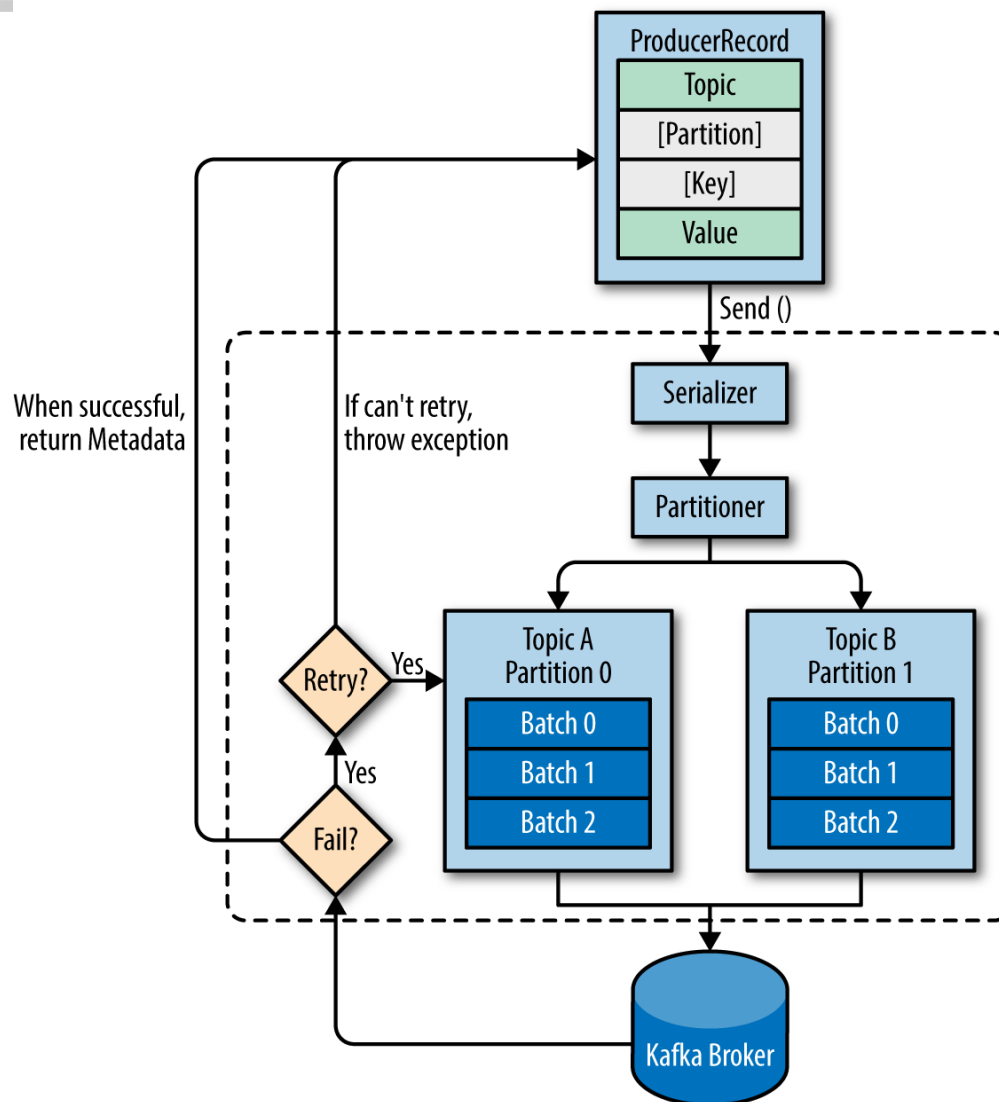 ProducerRecord
Topic
[Partition]
[Key]
Value
Send ()
Serializer
When successful,
return Metadata
If can't retry,
throw exception
Partitioner
Topic A
Partition 0
Topic B
Partition 1
Retry?
Yes
Batch 0
Batch 1
Batch 2
Batch 0
Batch 1
Batch 2
Yes
Fail?
Kafka Broker